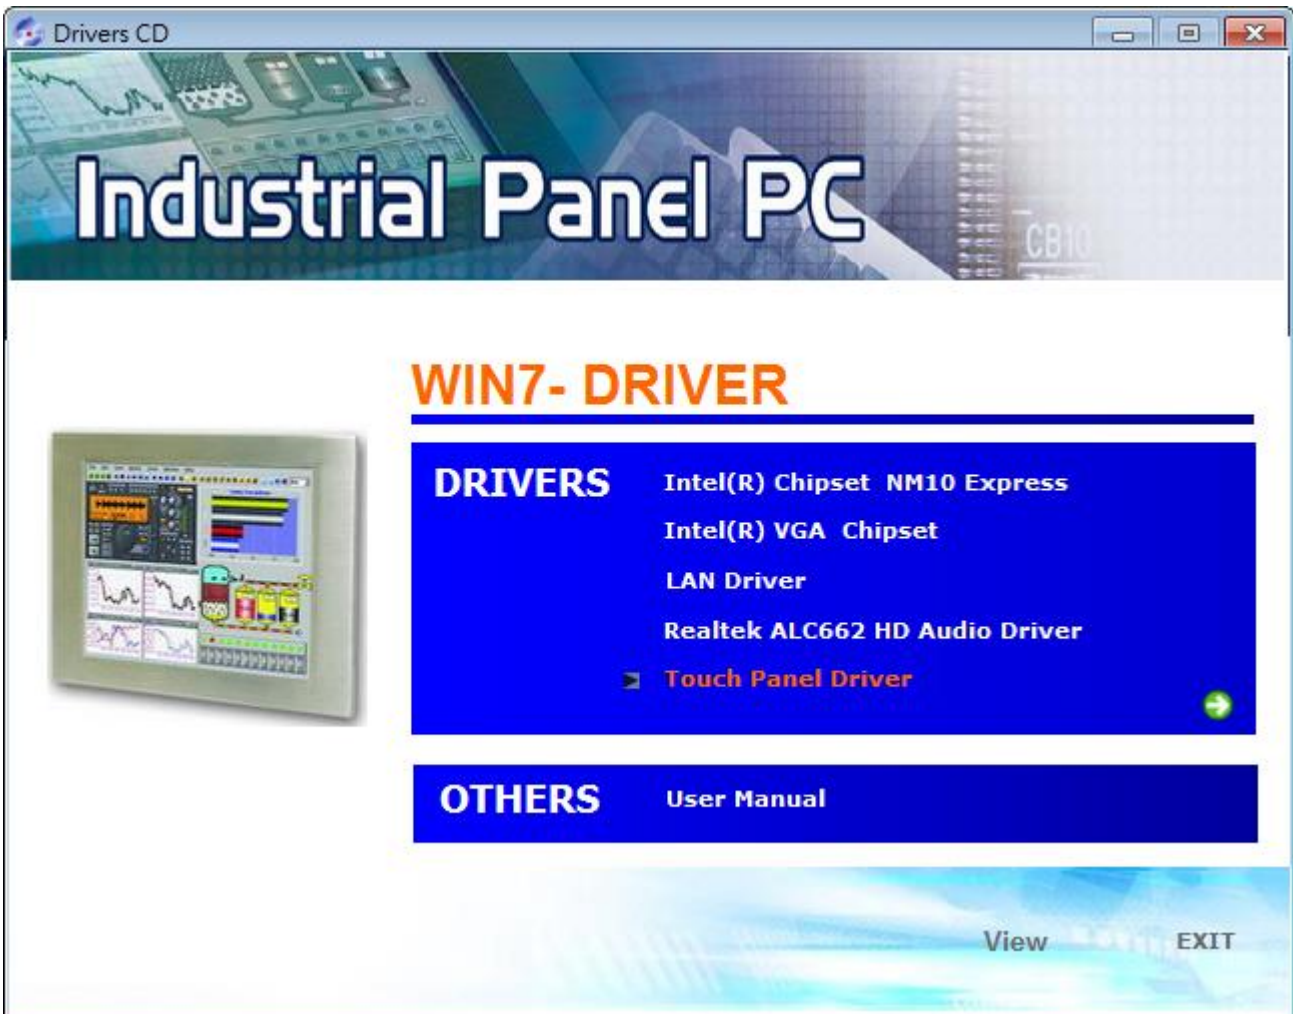 Drivers CD
Industrial Panel PC
CB10
WIN7- DRIVER
DRIVERS
Intel(R) Chipset  NM10 Express
Intel(R) VGA  Chipset
LAN Driver
Realtek ALC662 HD Audio Driver
Touch Panel Driver
OTHERS
User Manual
View
EXIT